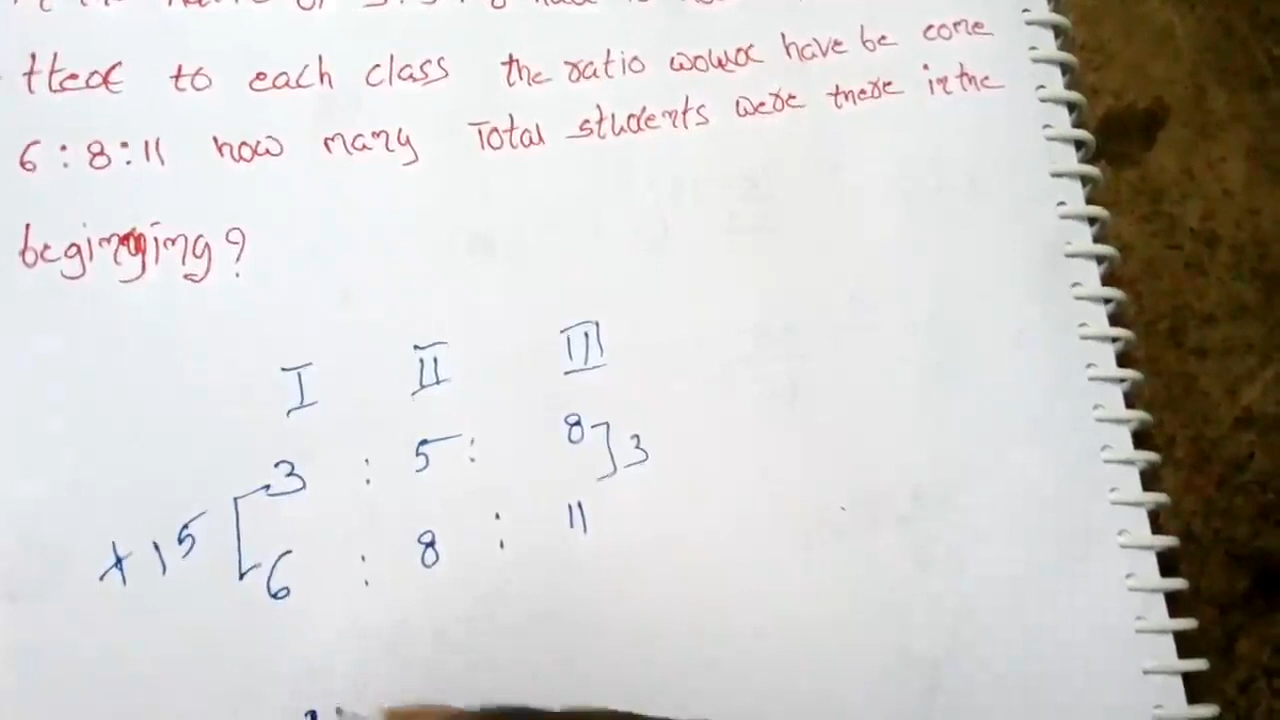 tted to each class the ratio would have be come
6 : 8 : 11 how many Total students were there in the
beginging?
I II III
3 : 5 : 8 ] 3
+15 [
6 : 8 : 11